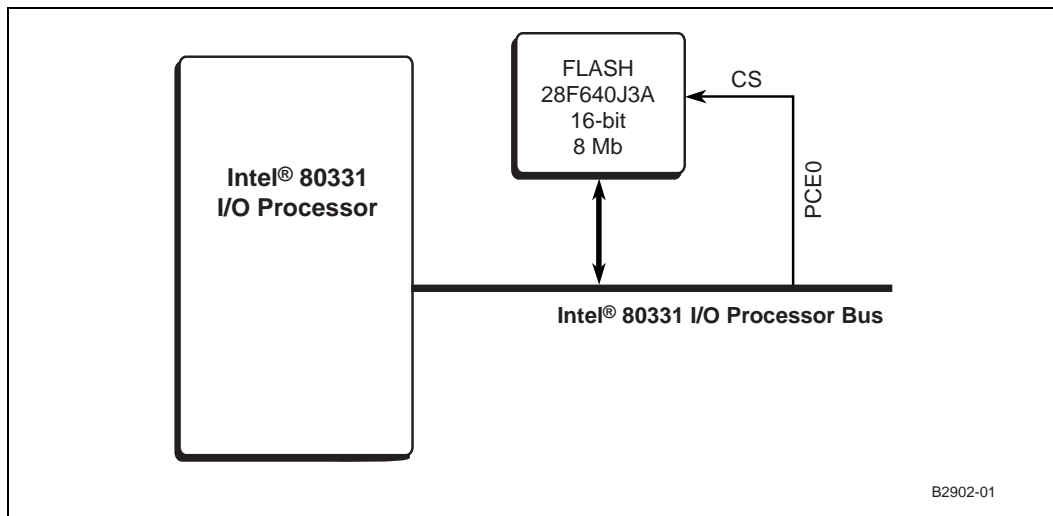 FLASH
28F640J3A
16-bit
8 Mb
CS
PCE0
Intel® 80331
I/O Processor
Intel® 80331 I/O Processor Bus
B2902-01